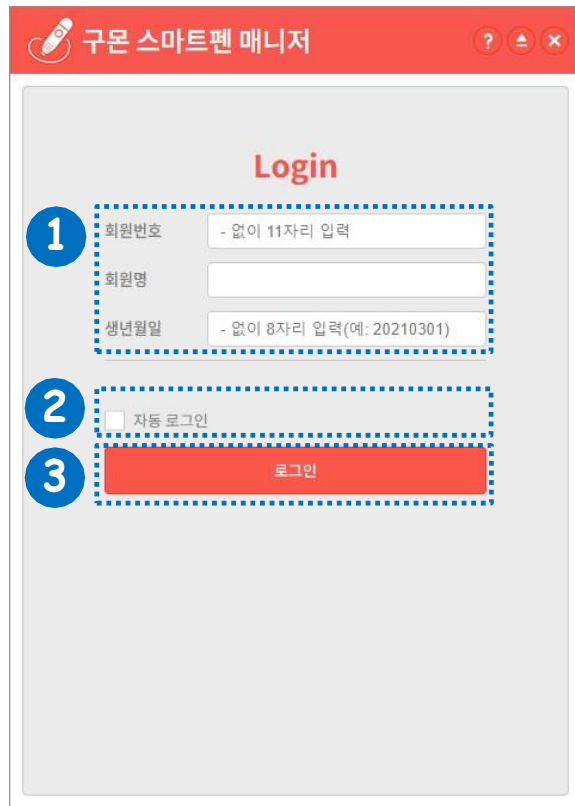 구몬 스마트펜 매니저 ? 
Login
1
회원번호 - 없이 11자리 입력
회원명
생년월일 - 없이 8자리 입력(예: 20210301)
2
자동 로그인
3
로그인